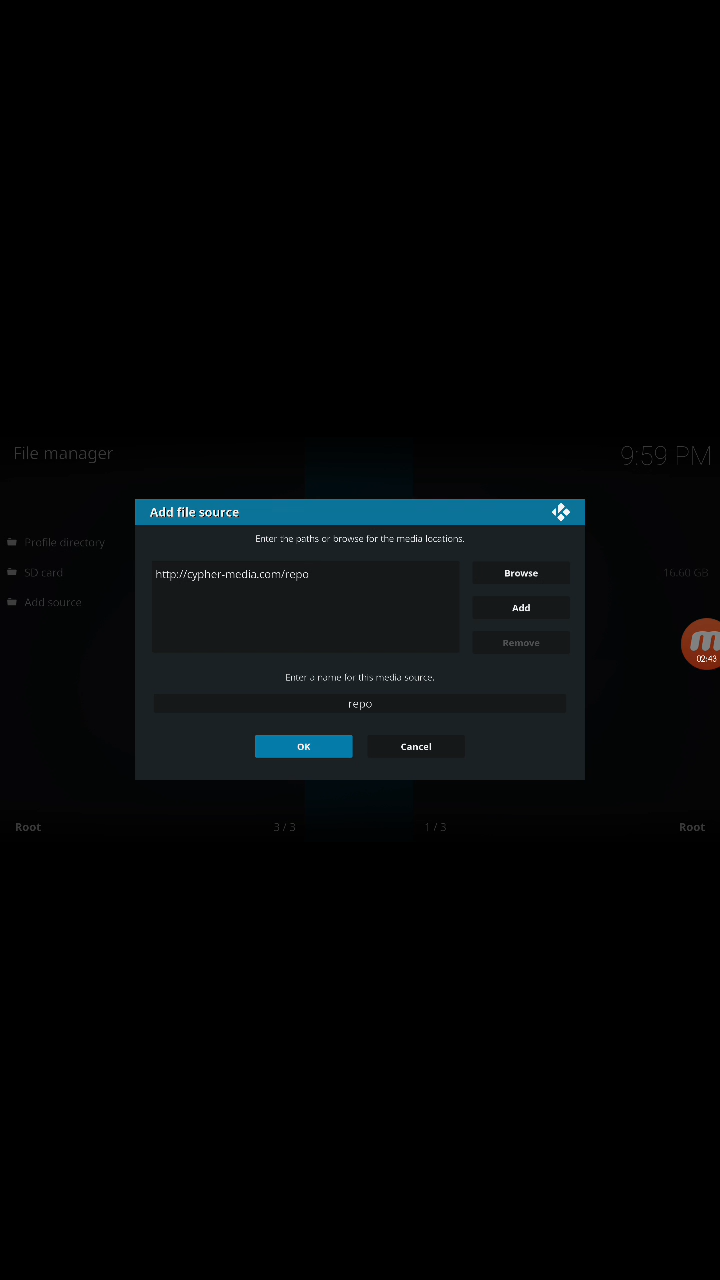 File manager
9:59 PM
Add file source
Enter the paths or browse for the media locations.
Profile directory
http://cypher-media.com/repo
Browse
SD card
16.60 GB
Add source
Add
Remove
02:43
Enter a name for this media source.
repo
OK
Cancel
Root
3 / 3
1 / 3
Root